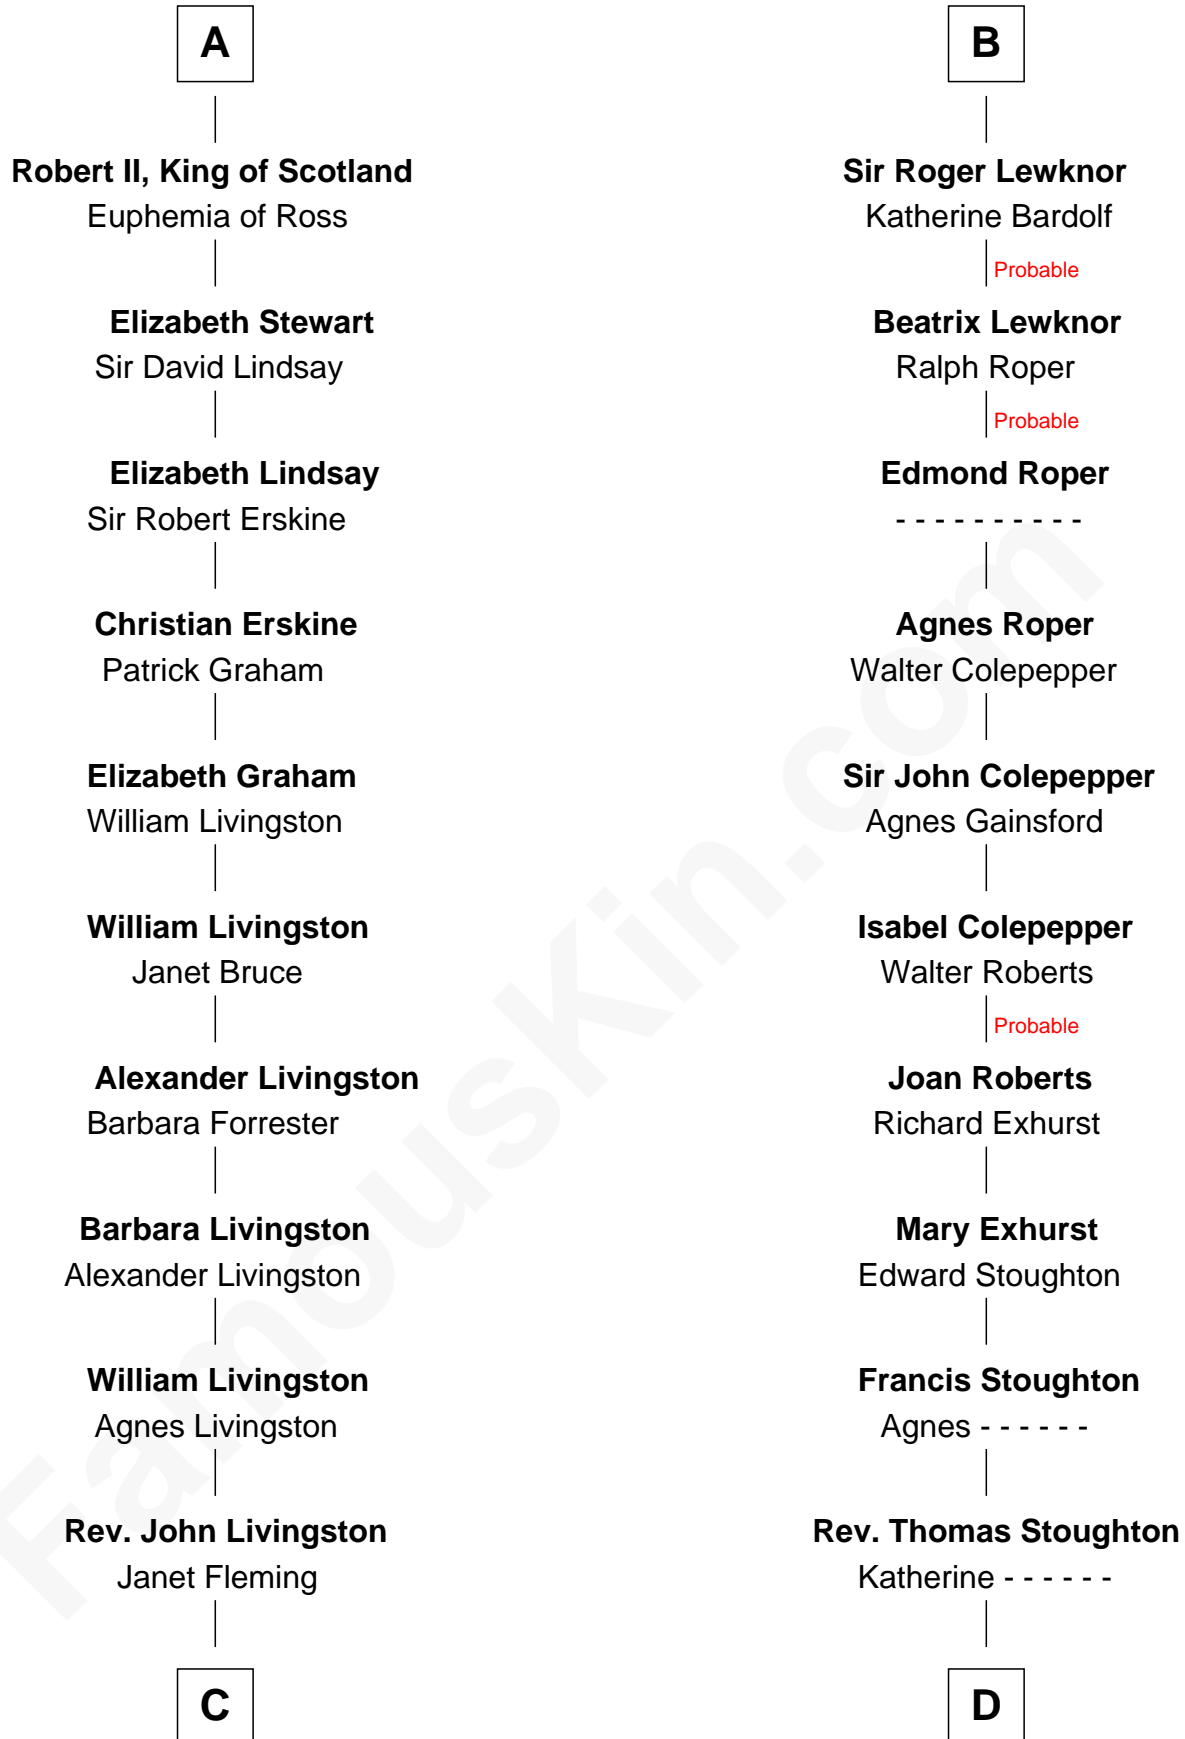 A
Robert II, King of Scotland
Euphemia of Ross
Elizabeth Stewart
Sir David Lindsay
Elizabeth Lindsay
Sir Robert Erskine
Christian Erskine
Patrick Graham
Elizabeth Graham
William Livingston
William Livingston
Janet Bruce
Alexander Livingston
Barbara Forrester
Barbara Livingston
Alexander Livingston
William Livingston
Agnes Livingston
Rev. John Livingston
Janet Fleming
C
B
Sir Roger Lewknor
Katherine Bardolf
Probable
Beatrix Lewknor
Ralph Roper
Probable
Edmond Roper
- - - - - - - - - -
Agnes Roper
Walter Colepepper
Sir John Colepepper
Agnes Gainsford
Isabel Colepepper
Walter Roberts
Probable
Joan Roberts
Richard Exhurst
Mary Exhurst
Edward Stoughton
Francis Stoughton
Agnes - - - - - -
Rev. Thomas Stoughton
Katherine - - - - - -
D
FamousKin.com